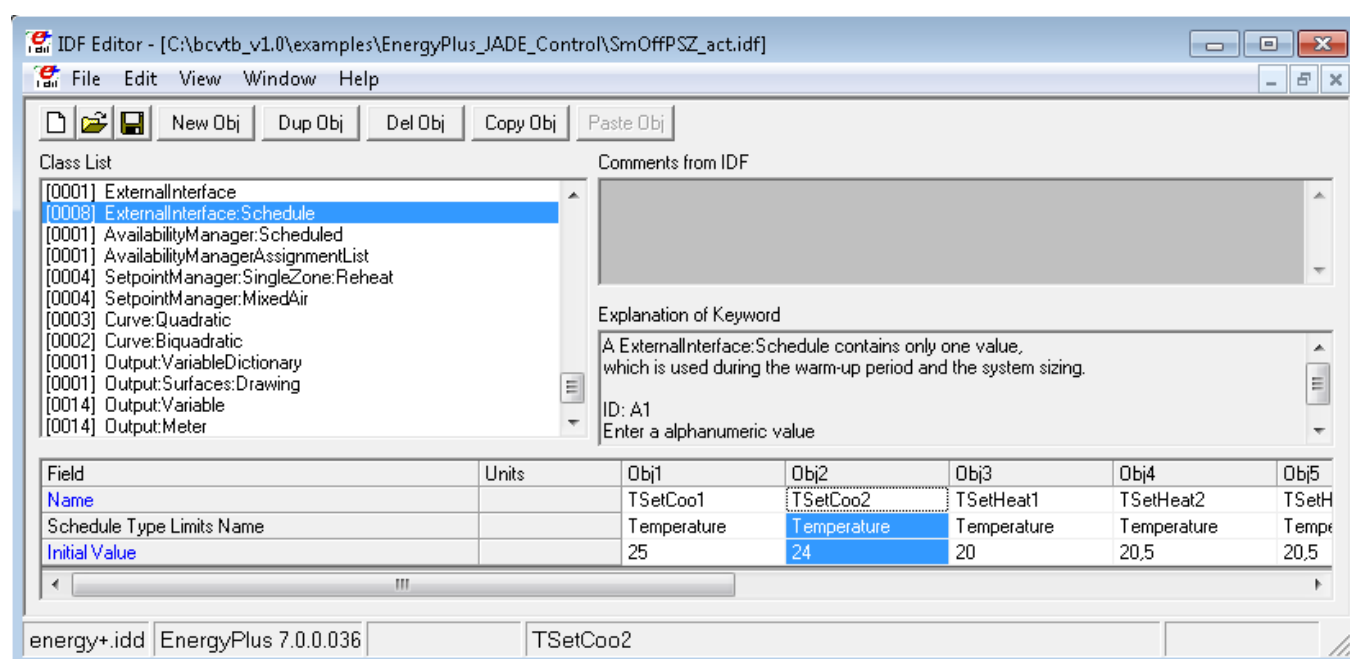 IDF Editor - [C:\bcvtb_v1.0\examples\EnergyPlus_JADE_Control\SmOffPSZ_act.idf]
File Edit View Window Help
New Obj Dup Obj Del Obj Copy Obj Paste Obj
Class List
[0001] ExternalInterface
[0008] ExternalInterface:Schedule
[0001] AvailabilityManager:Scheduled
[0001] AvailabilityManagerAssignmentList
[0004] SetpointManager:SingleZone:Reheat
[0004] SetpointManager:MixedAir
[0003] Curve:Quadratic
[0002] Curve:Biquadratic
[0001] Output:VariableDictionary
[0001] Output:Surfaces:Drawing
[0014] Output:Variable
[0014] Output:Meter
Comments from IDF
Explanation of Keyword
A ExternalInterface:Schedule contains only one value,
which is used during the warm-up period and the system sizing.
ID: A1
Enter a alphanumeric value
Field Units Obj1 Obj2 Obj3 Obj4 Obj5
Name TSetCoo1 TSetCoo2 TSetHeat1 TSetHeat2 TSetH
Schedule Type Limits Name Temperature Temperature Temperature Temperature Tempe
Initial Value 25 24 20 20,5 20,5
energy+.idd EnergyPlus 7.0.0.036 TSetCoo2